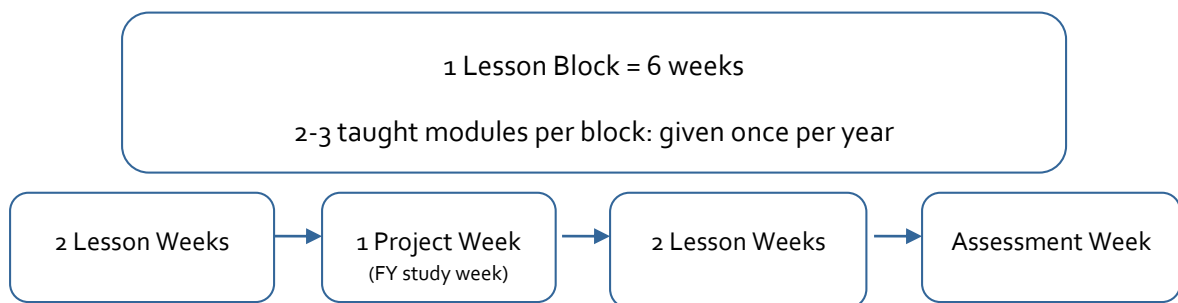 1 Lesson Block = 6 weeks
2-3 taught modules per block: given once per year
2 Lesson Weeks
1 Project Week
(FY study week)
2 Lesson Weeks
Assessment Week